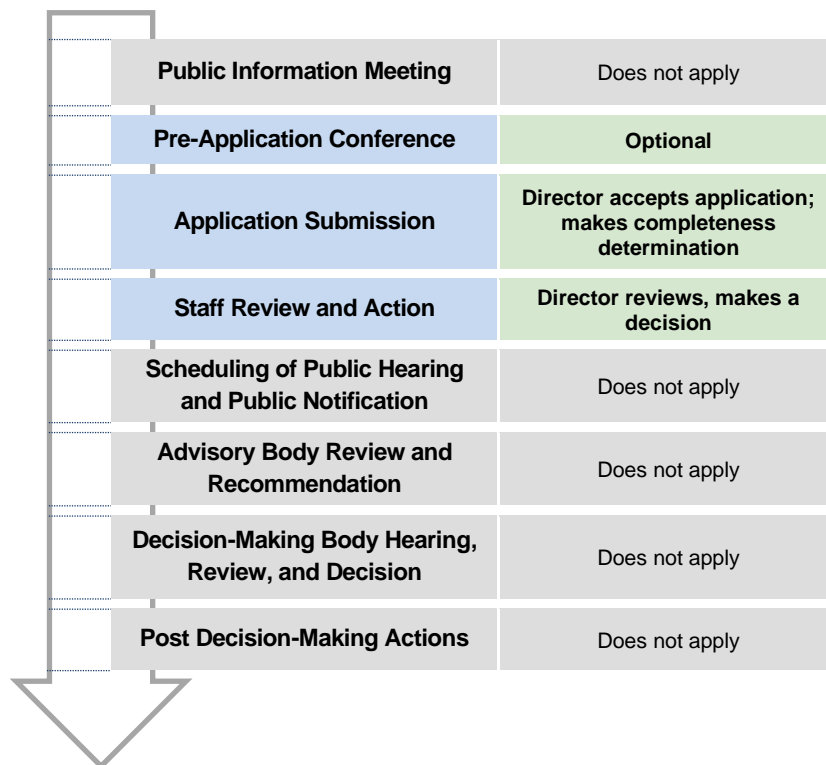 Public Information Meeting
Does not apply
Pre-Application Conference
Optional
Application Submission
Director accepts application;
makes completeness
determination
Staff Review and Action
Director reviews, makes a
decision
Scheduling of Public Hearing
and Public Notification
Does not apply
Advisory Body Review and
Recommendation
Does not apply
Decision-Making Body Hearing,
Review, and Decision
Does not apply
Post Decision-Making Actions
Does not apply